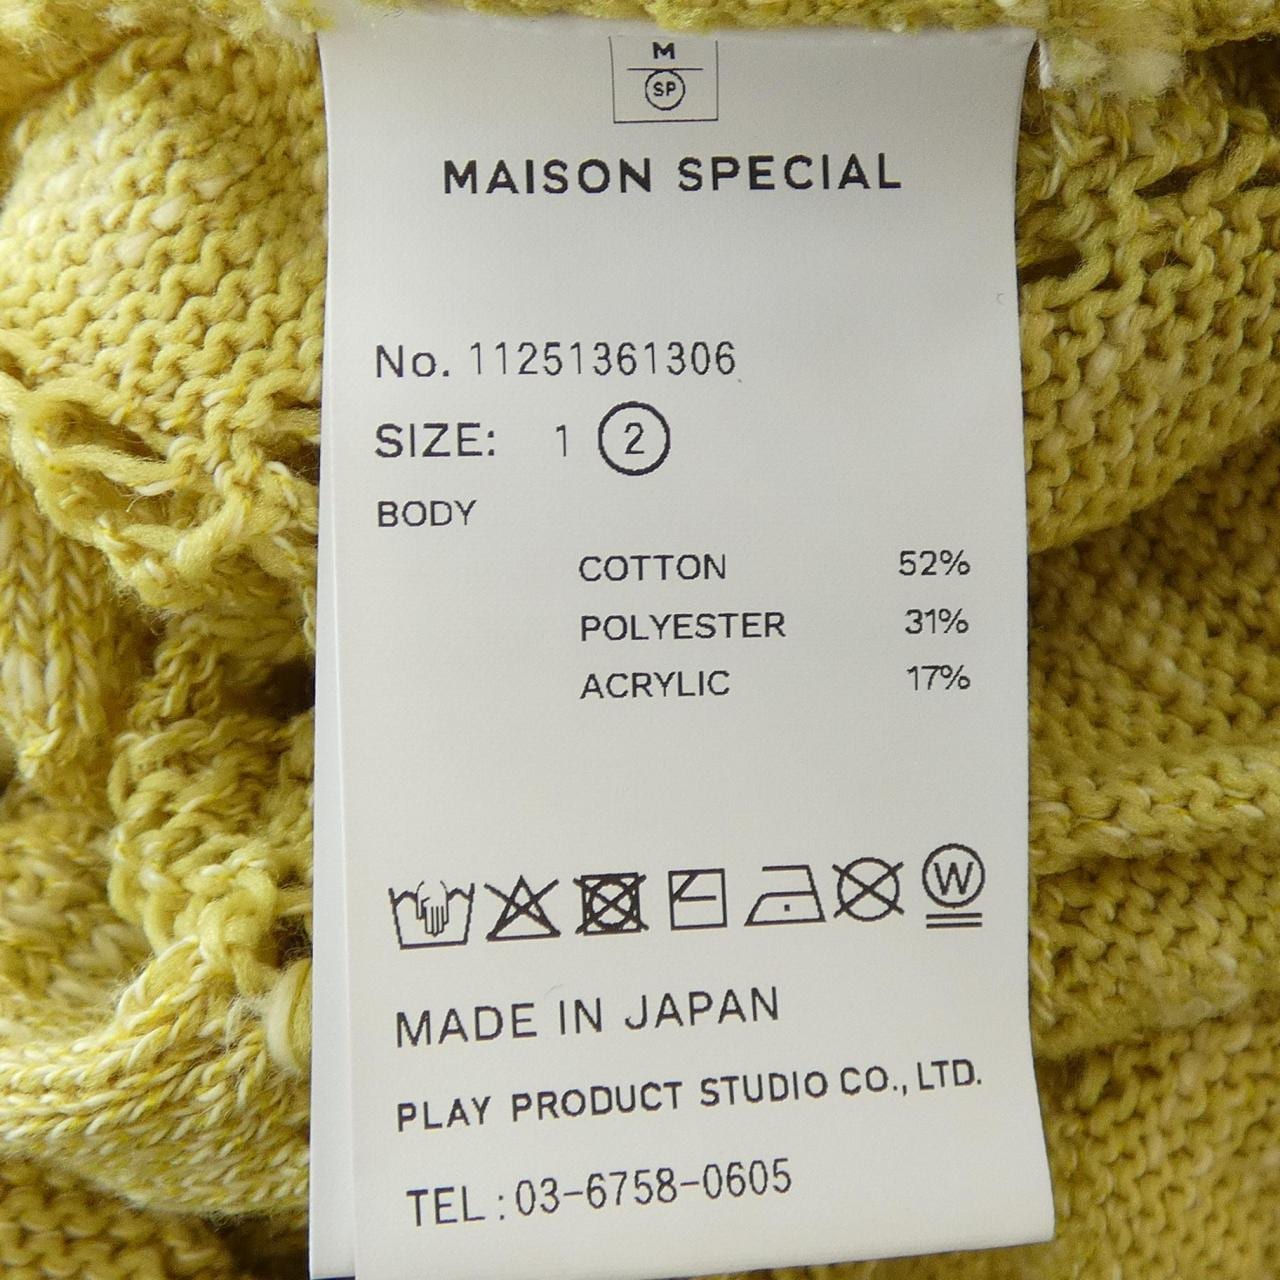 M
SP
MAISON SPECIAL
No. 11251361306
SIZE: 1 2
BODY
COTTON 52%
POLYESTER 31%
ACRYLIC 17%
W
MADE IN JAPAN
PLAY PRODUCT STUDIO CO., LTD.
TEL : 03-6758-0605